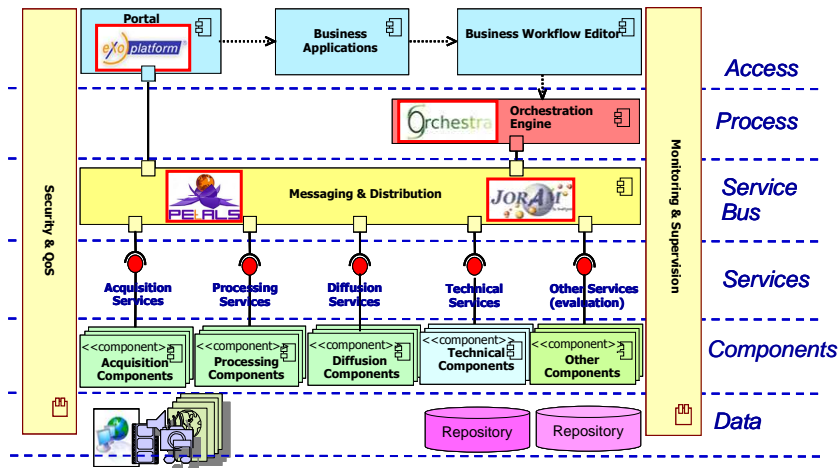 Portal
eXo platform
Business
Applications
Business Workflow Editor
Access
Orchestra
Orchestration
Engine
Process
Security & QoS
Monitoring & Supervision
PEtALS
Messaging & Distribution
JORAM
Service
Bus
Acquisition
Services
Processing
Services
Diffusion
Services
Technical
Services
Other Services
(evaluation)
Services
<<component>>
Acquisition
Components
<<component>>
Processing
Components
<<component>>
Diffusion
Components
<<component>>
Technical
Components
<<component>>
Other
Components
Components
Repository
Repository
Data